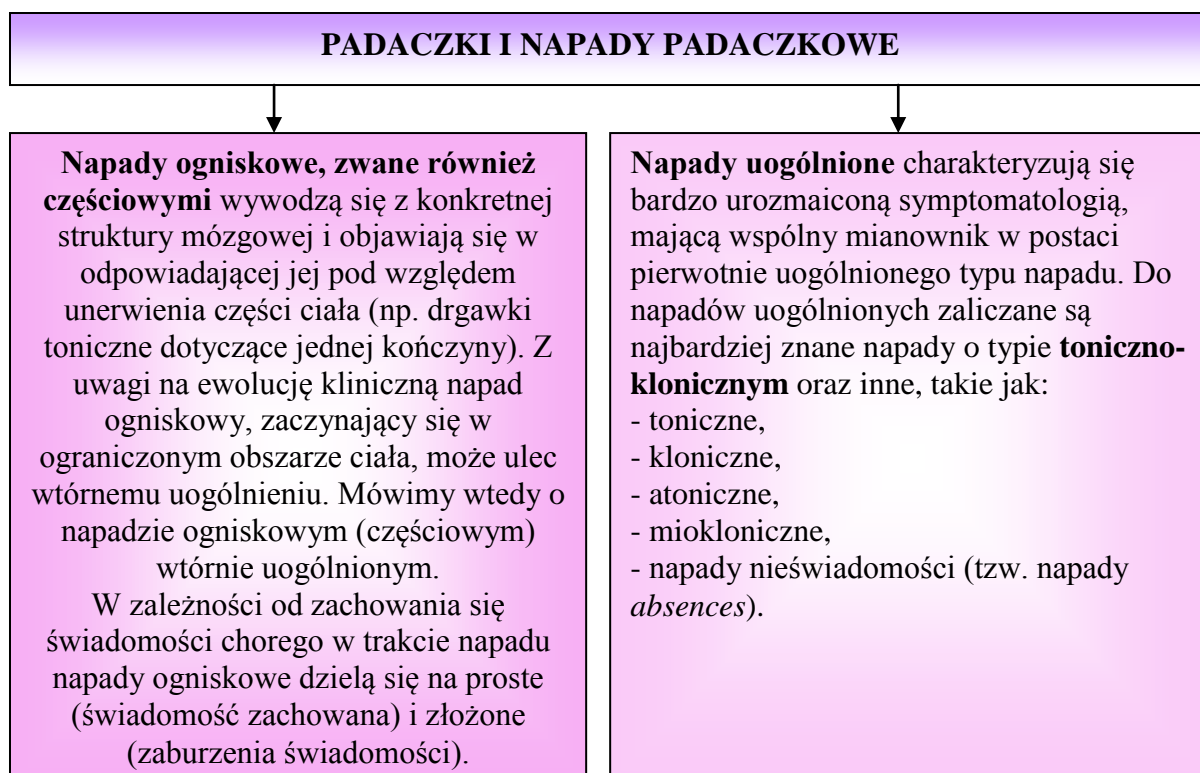 PADACZKI I NAPADY PADACZKOWE
Napady ogniskowe, zwane również
częściowymi wywodzą się z konkretnej
struktury mózgowej i objawiają się w
odpowiadającej jej pod względem
unerwienia części ciała (np. drgawki
toniczne dotyczące jednej kończyny). Z
uwagi na ewolucję kliniczną napad
ogniskowy, zaczynający się w
ograniczonym obszarze ciała, może ulec
wtórnemu uogólnieniu. Mówimy wtedy o
napadzie ogniskowym (częściowym)
wtórnie uogólnionym.
W zależności od zachowania się
świadomości chorego w trakcie napadu
napady ogniskowe dzielą się na proste
(świadomość zachowana) i złożone
(zaburzenia świadomości).
Napady uogólnione charakteryzują się
bardzo urozmaiconą symptomatologią,
mającą wspólny mianownik w postaci
pierwotnie uogólnionego typu napadu. Do
napadów uogólnionych zaliczane są
najbardziej znane napady o typie toniczno-
klonicznym oraz inne, takie jak:
- toniczne,
- kloniczne,
- atoniczne,
- miokloniczne,
- napady nieświadomości (tzw. napady
absences).